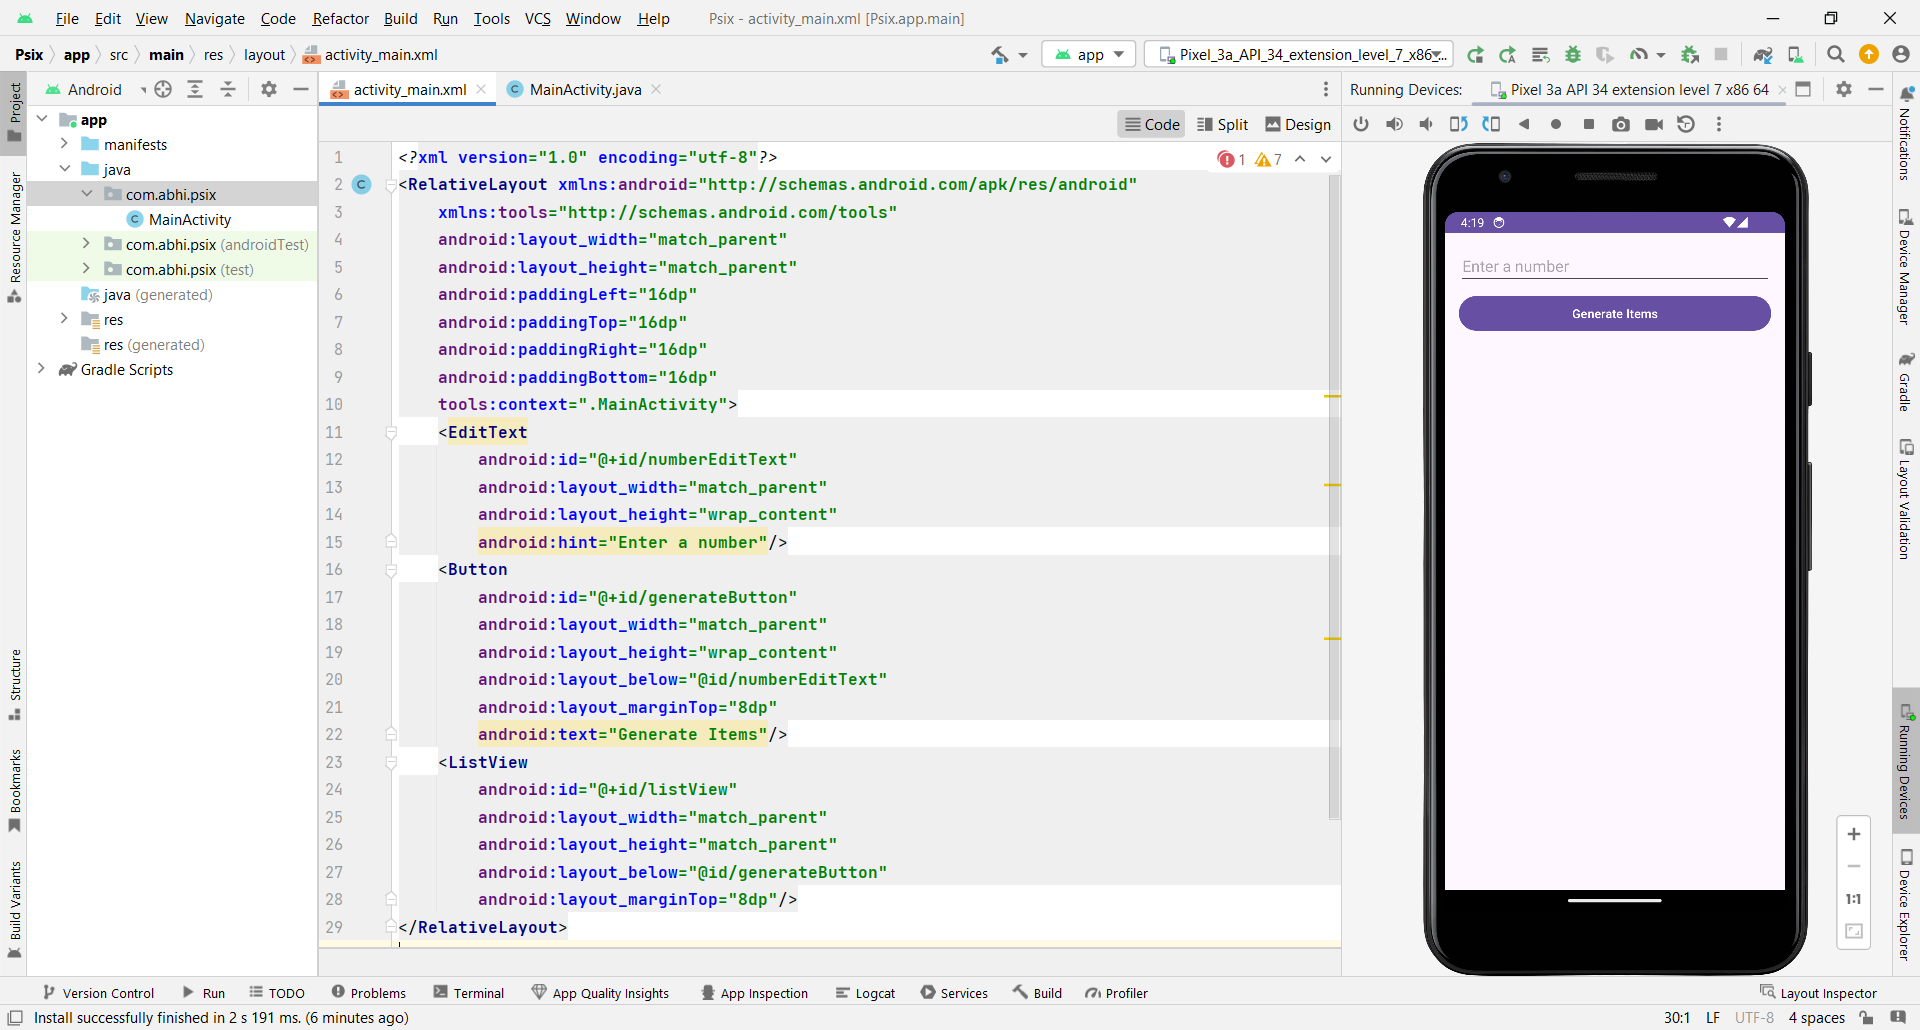 File Edit View Navigate Code Refactor Build Run Tools VCS Window Help Psix - activity_main.xml [Psix.app.main]
Psix app src main res layout activity_main.xml app Pixel_3a_API_34_extension_level_7_x86_...
Project
Android
activity_main.xml
MainActivity.java
Running Devices: Pixel 3a API 34 extension level 7 x86 64
Notifications
Code Split Design
app
manifests
java
com.abhi.psix
MainActivity
com.abhi.psix (androidTest)
com.abhi.psix (test)
java (generated)
res
res (generated)
Gradle Scripts
Resource Manager
Structure
Bookmarks
Build Variants
1 7
1 <?xml version="1.0" encoding="utf-8"?>
2 <RelativeLayout xmlns:android="http://schemas.android.com/apk/res/android"
3 xmlns:tools="http://schemas.android.com/tools"
4 android:layout_width="match_parent"
5 android:layout_height="match_parent"
6 android:paddingLeft="16dp"
7 android:paddingTop="16dp"
8 android:paddingRight="16dp"
9 android:paddingBottom="16dp"
10 tools:context=".MainActivity">
11 <EditText
12 android:id="@+id/numberEditText"
13 android:layout_width="match_parent"
14 android:layout_height="wrap_content"
15 android:hint="Enter a number"/>
16 <Button
17 android:id="@+id/generateButton"
18 android:layout_width="match_parent"
19 android:layout_height="wrap_content"
20 android:layout_below="@id/numberEditText"
21 android:layout_marginTop="8dp"
22 android:text="Generate Items"/>
23 <ListView
24 android:id="@+id/listView"
25 android:layout_width="match_parent"
26 android:layout_height="match_parent"
27 android:layout_below="@id/generateButton"
28 android:layout_marginTop="8dp"/>
29 </RelativeLayout>
4:19
Enter a number
Generate Items
1:1
Device Manager
Gradle
Layout Validation
Running Devices
Device Explorer
Version Control Run TODO Problems Terminal App Quality Insights App Inspection Logcat Services Build Profiler Layout Inspector
Install successfully finished in 2 s 191 ms. (6 minutes ago) 30:1 LF UTF-8 4 spaces